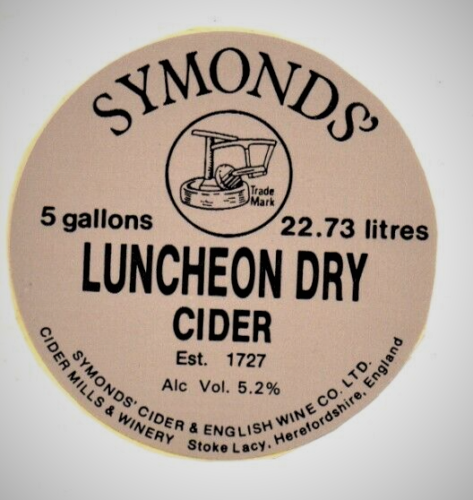 SYMONDS'
Trade
Mark
5 gallons
22.73 litres
LUNCHEON DRY
CIDER
Est. 1727
Alc Vol. 5.2%
SYMONDS' CIDER & ENGLISH WINE CO. LTD.
CIDER MILLS & WINERY Stoke Lacy, Herefordshire, England